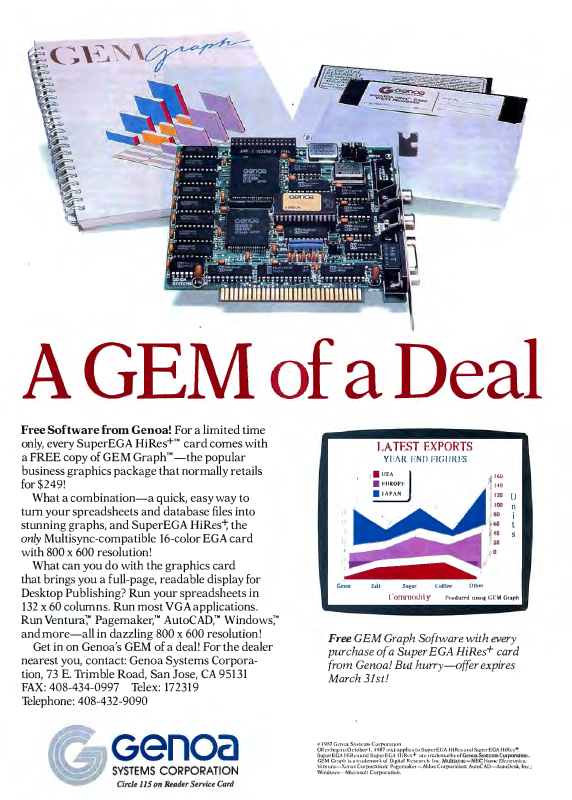 GEM Graph
Genoa
AMP
Genoa
Genoa
GENOA
SYSTEMS
A GEM of a Deal
Free Software from Genoa! For a limited time
only, every SuperEGA HiRes+™ card comes with
a FREE copy of GEM Graph™—the popular
business graphics package that normally retails
for $249!
What a combination—a quick, easy way to
turn your spreadsheets and database files into
stunning graphs, and SuperEGA HiRes+, the
only Multisync-compatible 16-color EGA card
with 800 x 600 resolution!
What can you do with the graphics card
that brings you a full-page, readable display for
Desktop Publishing? Run your spreadsheets in
132 x 60 columns. Run most VGA applications.
Run Ventura,™ Pagemaker,™ AutoCAD,™ Windows,™
and more—all in dazzling 800 x 600 resolution!
Get in on Genoa's GEM of a deal! For the dealer
nearest you, contact: Genoa Systems Corpora-
tion, 73 E. Trimble Road, San Jose, CA 95131
FAX: 408-434-0997 Telex: 172319
Telephone: 408-432-9090
LATEST EXPORTS
YEAR END FIGURES
USA
EUROPE
JAPAN
160
140
120
100
80
60
40
20
0
Units
Grain Salt Sugar Coffee Other
Commodity Produced using GEM Graph
Free GEM Graph Software with every
purchase of a Super EGA HiRes+ card
from Genoa! But hurry—offer expires
March 31st!
Genoa
SYSTEMS CORPORATION
Circle 115 on Reader Service Card
©1987 Genoa Systems Corporation
Offer begins October 1, 1987 and applies to SuperEGA HiRes and SuperEGA HiRes+.
SuperEGA HiRes and SuperEGA HiRes+ are trademarks of Genoa Systems Corporation.
GEM Graph is a trademark of Digital Research, Inc. Multisync—NEC Home Electronics;
Ventura—Xerox Corporation; Pagemaker—Aldus Corporation; AutoCAD—AutoDesk, Inc.;
Windows—Microsoft Corporation.